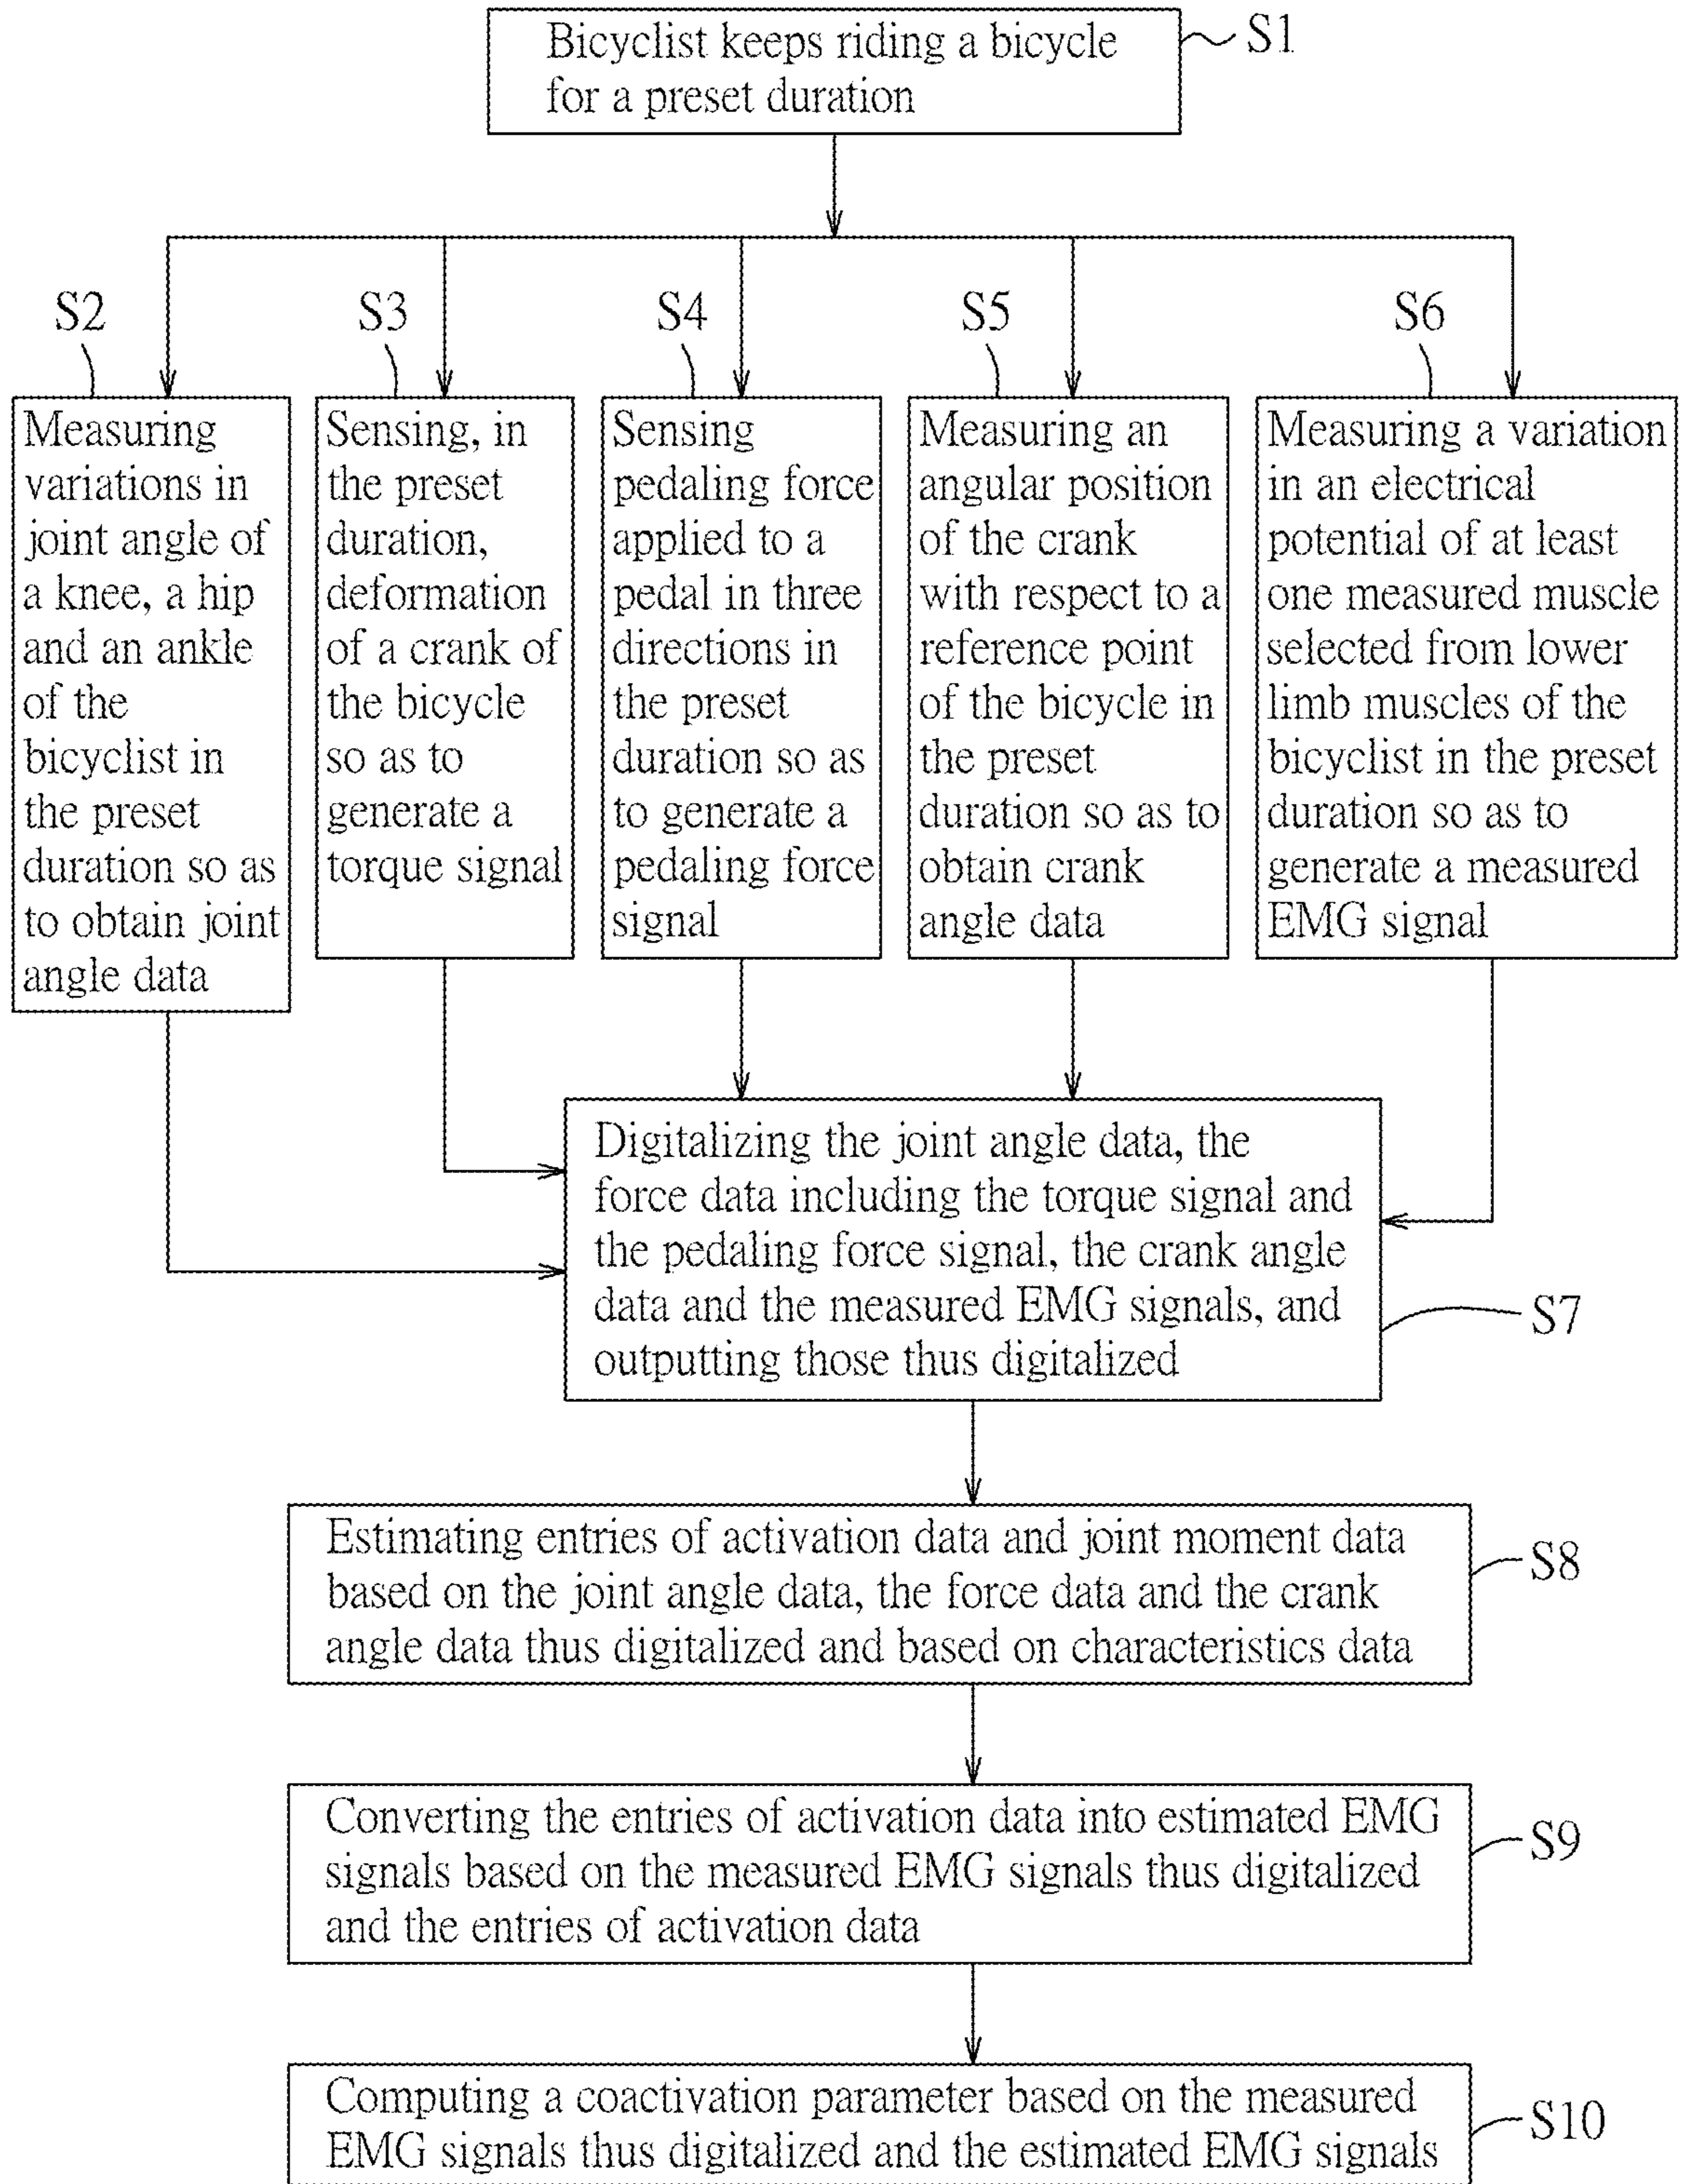 Bicyclist keeps riding a bicycle
for a preset duration
S1
S2
Measuring
variations in
joint angle of
a knee, a hip
and an ankle
of the
bicyclist in
the preset
duration so as
to obtain joint
angle data
S3
Sensing, in
the preset
duration,
deformation
of a crank of
the bicycle
so as to
generate a
torque signal
S4
Sensing
pedaling force
applied to a
pedal in three
directions in
the preset
duration so as
to generate a
pedaling force
signal
S5
Measuring an
angular position
of the crank
with respect to a
reference point
of the bicycle in
the preset
duration so as to
obtain crank
angle data
S6
Measuring a variation
in an electrical
potential of at least
one measured muscle
selected from lower
limb muscles of the
bicyclist in the preset
duration so as to
generate a measured
EMG signal
Digitalizing the joint angle data, the
force data including the torque signal and
the pedaling force signal, the crank angle
data and the measured EMG signals, and
outputting those thus digitalized
S7
Estimating entries of activation data and joint moment data
based on the joint angle data, the force data and the crank
angle data thus digitalized and based on characteristics data
S8
Converting the entries of activation data into estimated EMG
signals based on the measured EMG signals thus digitalized
and the entries of activation data
S9
Computing a coactivation parameter based on the measured
EMG signals thus digitalized and the estimated EMG signals
S10